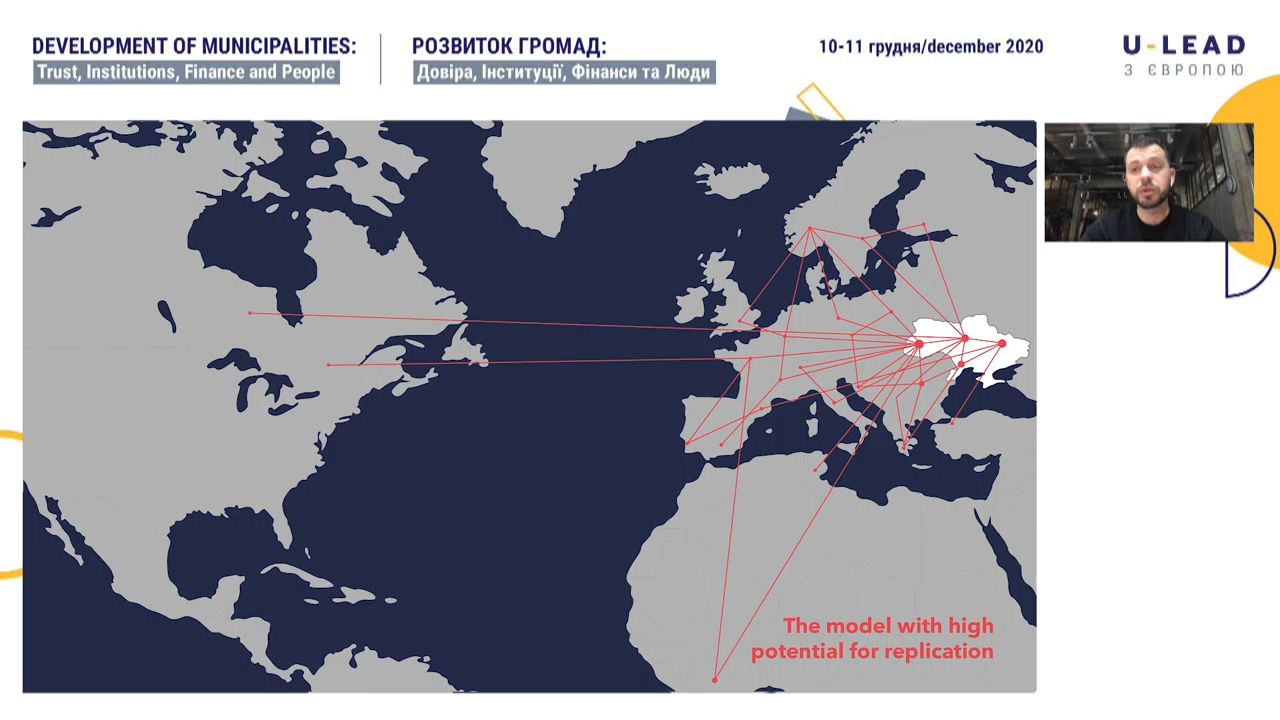 DEVELOPMENT OF MUNICIPALITIES:
Trust, Institutions, Finance and People
РОЗВИТОК ГРОМАД:
Довіра, Інституції, Фінанси та Люди
10-11 грудня/december 2020
U-LEAD
З ЄВРОПОЮ
The model with high
potential for replication